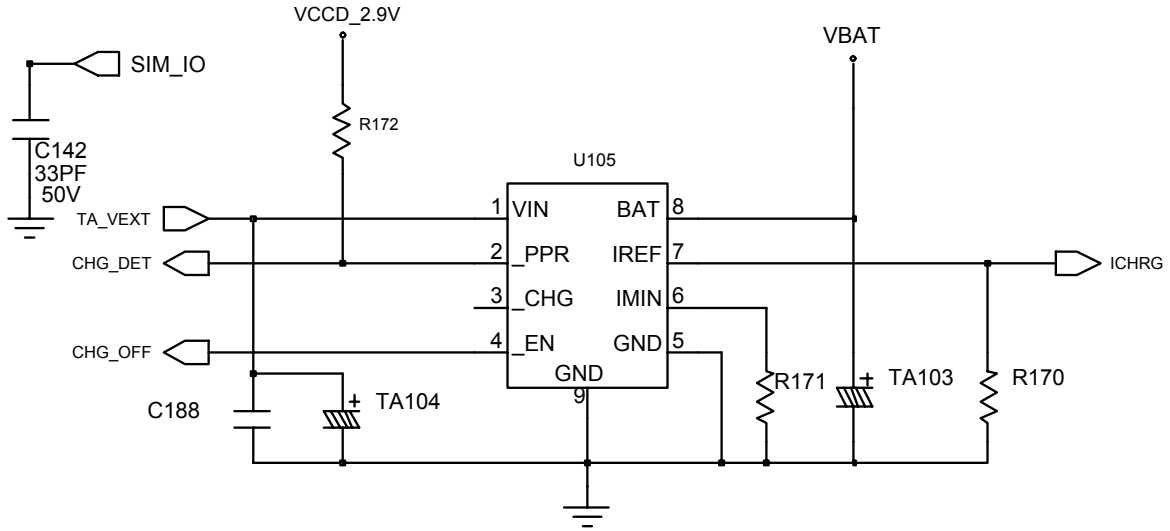 VCCD_2.9V
VBAT
SIM_IO
R172
C142
33PF
50V
U105
TA_VEXT
1 VIN
BAT 8
CHG_DET
2 _PPR
IREF 7
ICHRG
3 _CHG
IMIN 6
CHG_OFF
4 _EN
GND 5
GND
9
R171
+ TA103
R170
C188
+ TA104